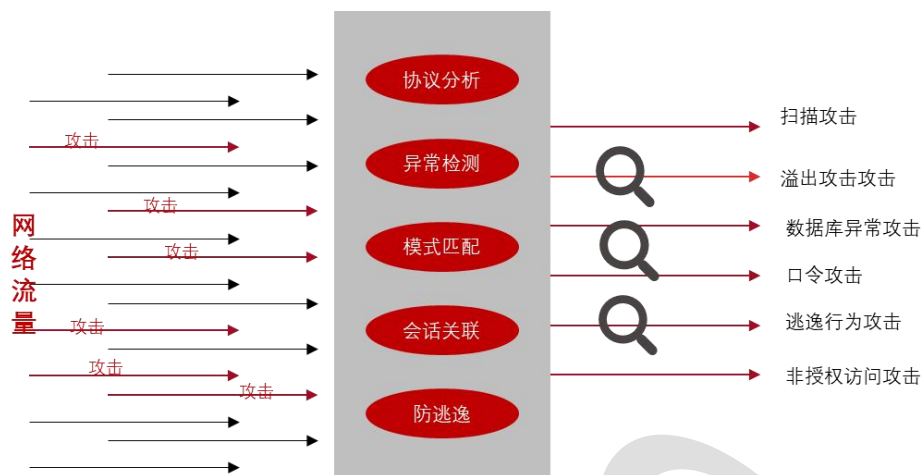 网络流量
攻击
攻击
攻击
攻击
攻击
攻击
协议分析
异常检测
模式匹配
会话关联
防逃逸
扫描攻击
溢出攻击攻击
数据库异常攻击
口令攻击
逃逸行为攻击
非授权访问攻击